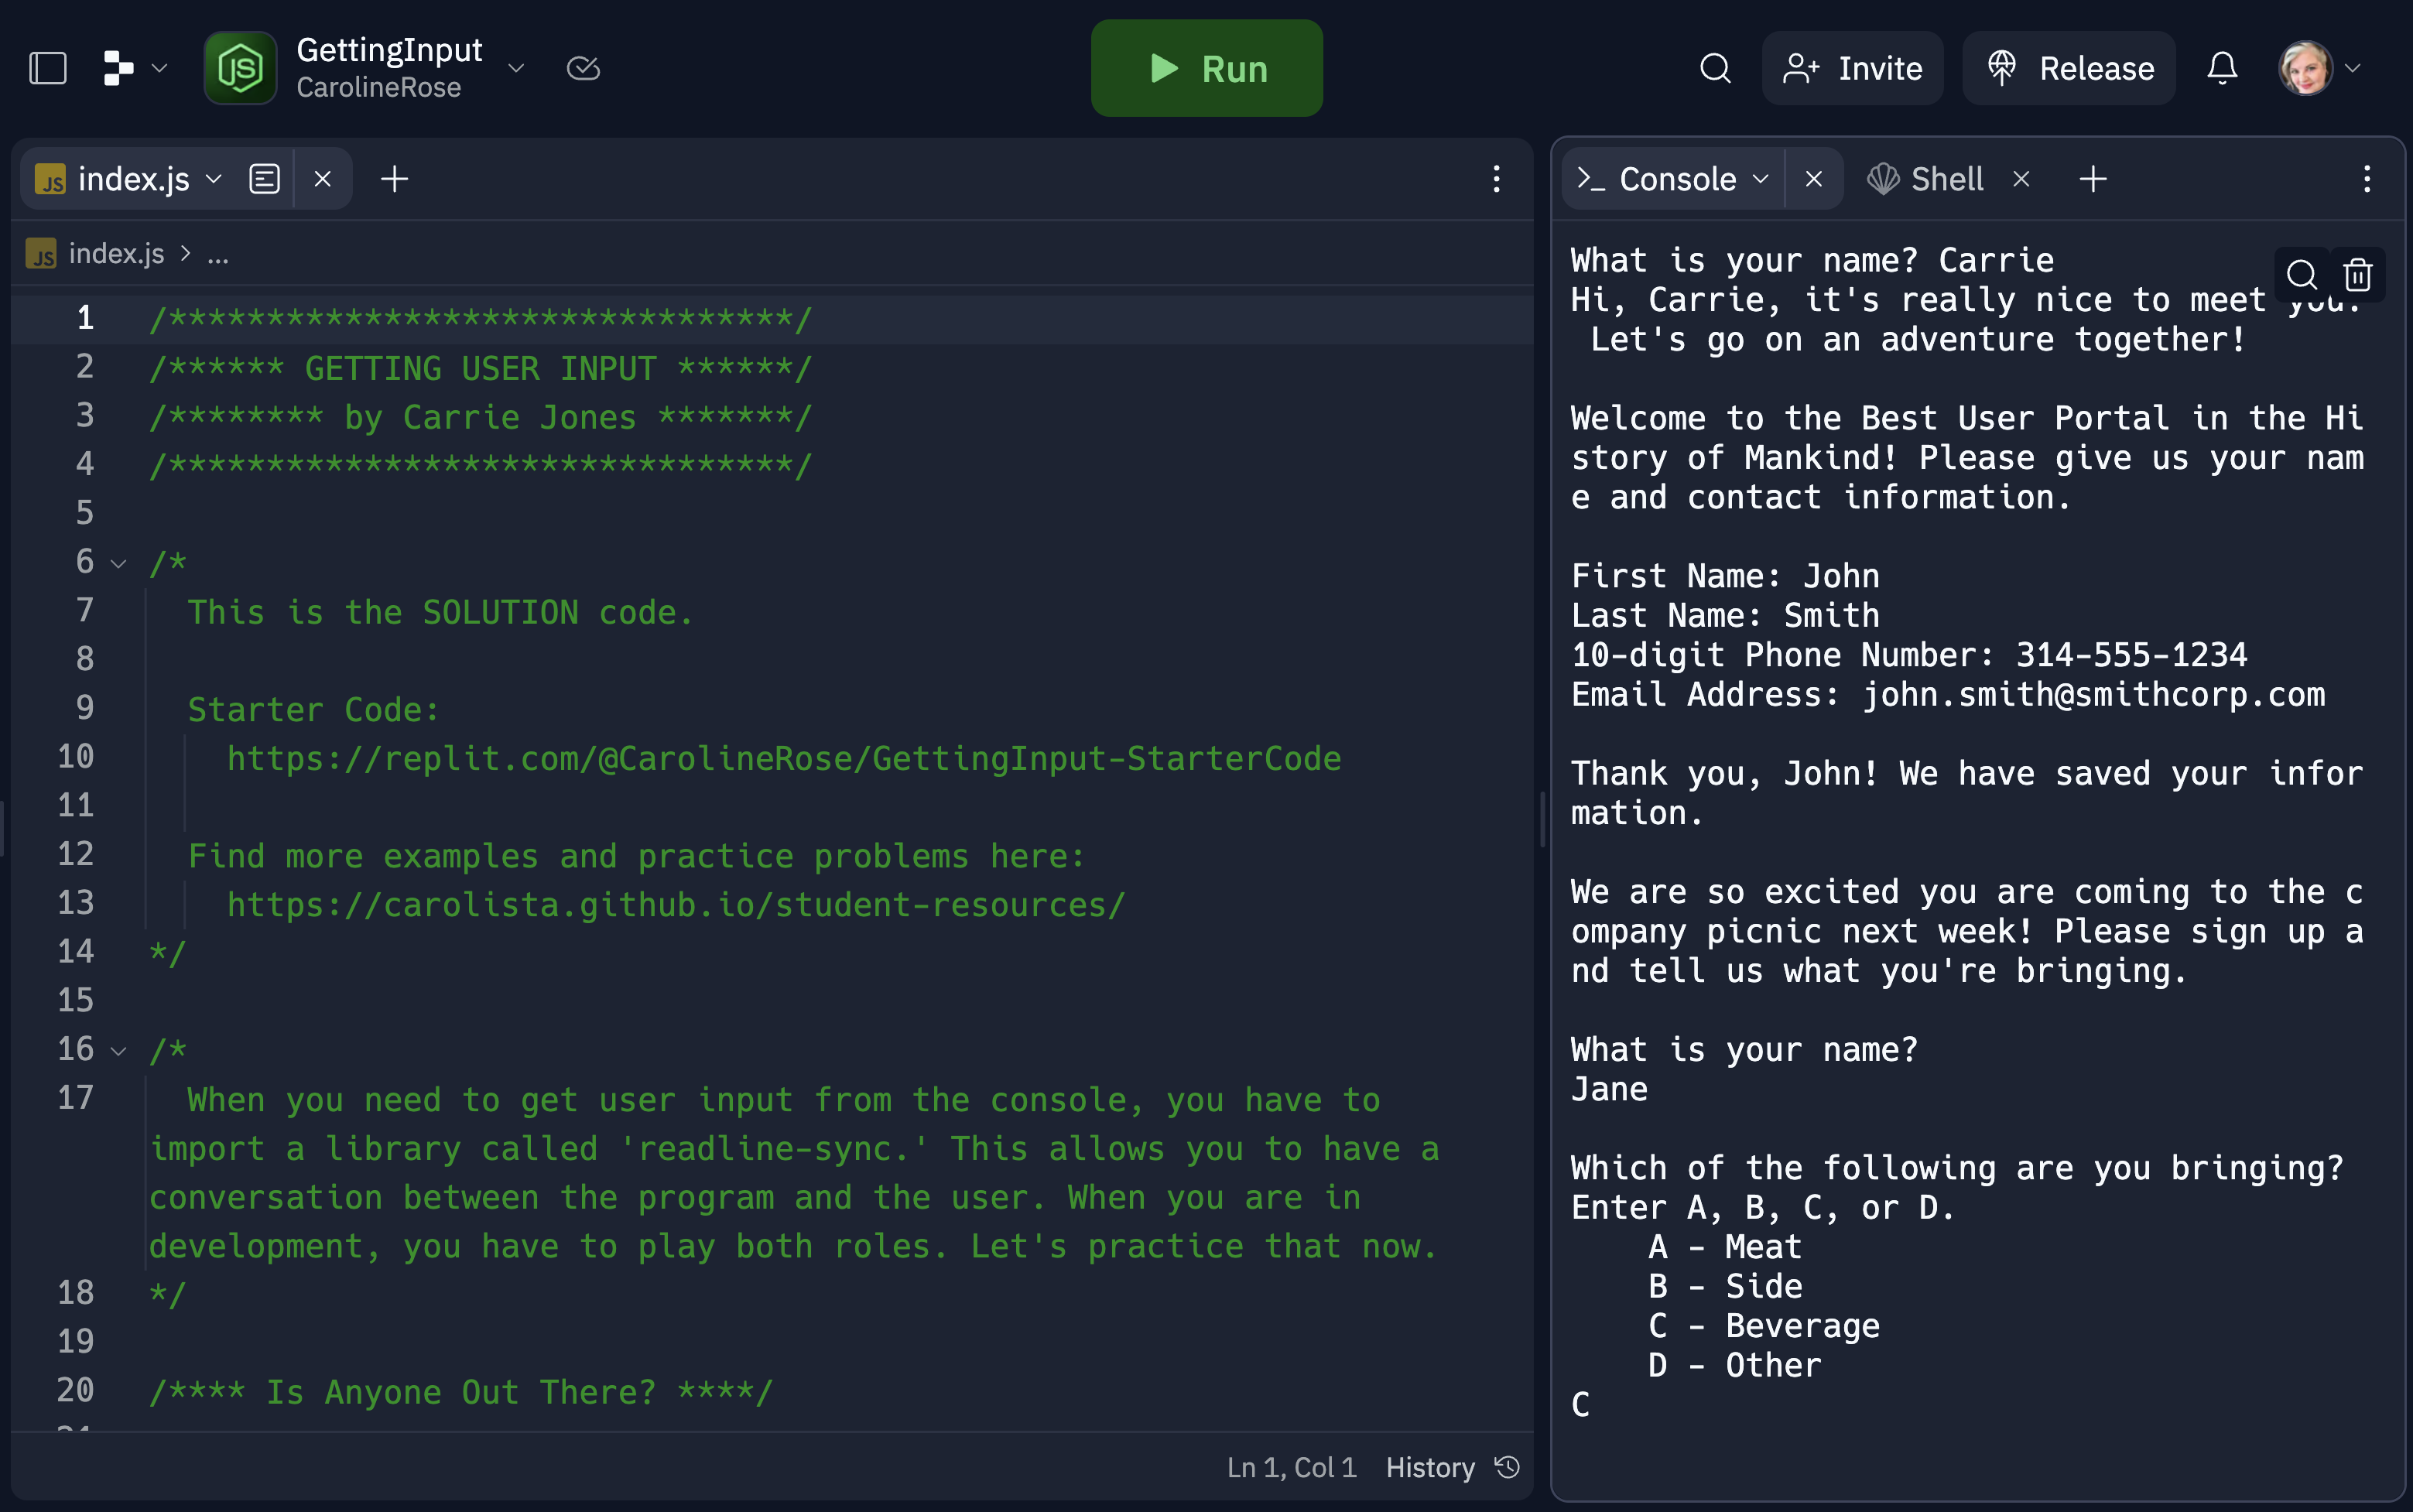 GettingInput
CarolineRose
Run
Invite
Release
JS index.js
JS index.js > ...
1 /********************************/
2 /****** GETTING USER INPUT ******/
3 /******** by Carrie Jones *******/
4 /********************************/
5
6 /*
7 This is the SOLUTION code.
8
9 Starter Code:
10 https://replit.com/@CarolineRose/GettingInput-StarterCode
11
12 Find more examples and practice problems here:
13 https://carolista.github.io/student-resources/
14 */
15
16 /*
17 When you need to get user input from the console, you have to
import a library called 'readline-sync.' This allows you to have a
conversation between the program and the user. When you are in
development, you have to play both roles. Let's practice that now.
18 */
19
20 /**** Is Anyone Out There? ****/
Ln 1, Col 1 History
Console
Shell
What is your name? Carrie
Hi, Carrie, it's really nice to meet you.
Let's go on an adventure together!
Welcome to the Best User Portal in the Hi
story of Mankind! Please give us your nam
e and contact information.
First Name: John
Last Name: Smith
10-digit Phone Number: 314-555-1234
Email Address: john.smith@smithcorp.com
Thank you, John! We have saved your infor
mation.
We are so excited you are coming to the c
ompany picnic next week! Please sign up a
nd tell us what you're bringing.
What is your name?
Jane
Which of the following are you bringing?
Enter A, B, C, or D.
A - Meat
B - Side
C - Beverage
D - Other
C